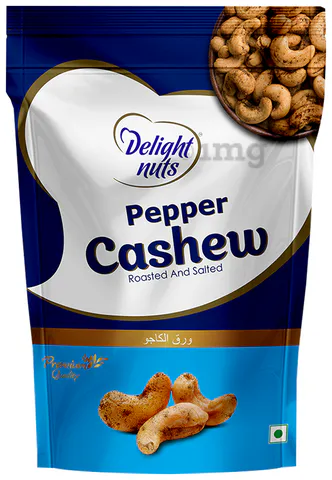 Delight
nuts
Pepper
Cashew
Roasted And Salted
ورق الكاجو
Premium
Quality